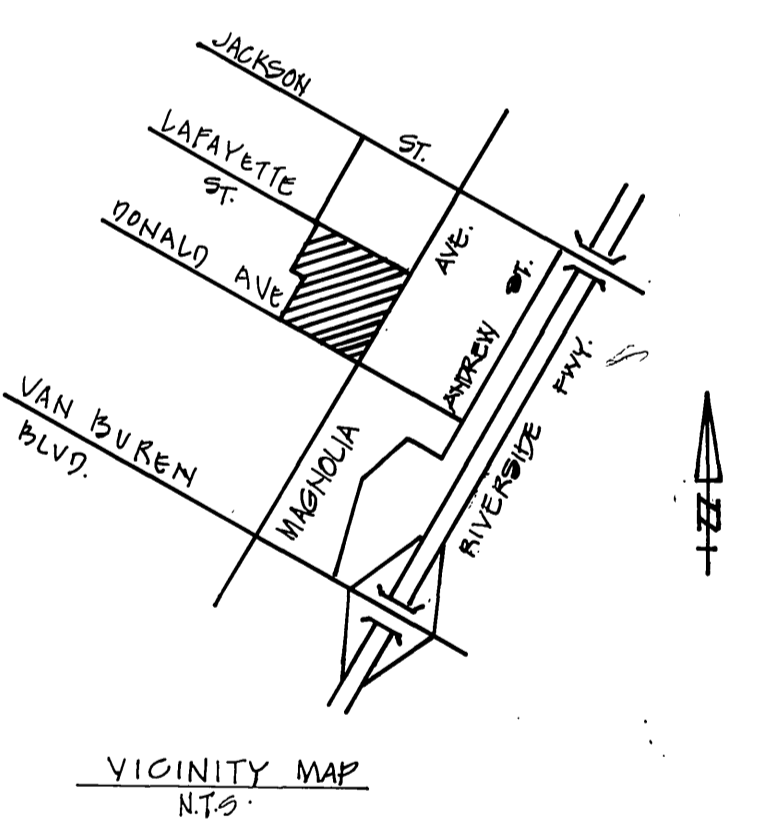 JACKSON
ST.
LAFAYETTE
ST.
DONALD AVE
AVE.
ANDREW ST.
RIVERSIDE FWY.
VAN BUREN
BLVD.
MAGNOLIA
N
VICINITY MAP
N.T.S.